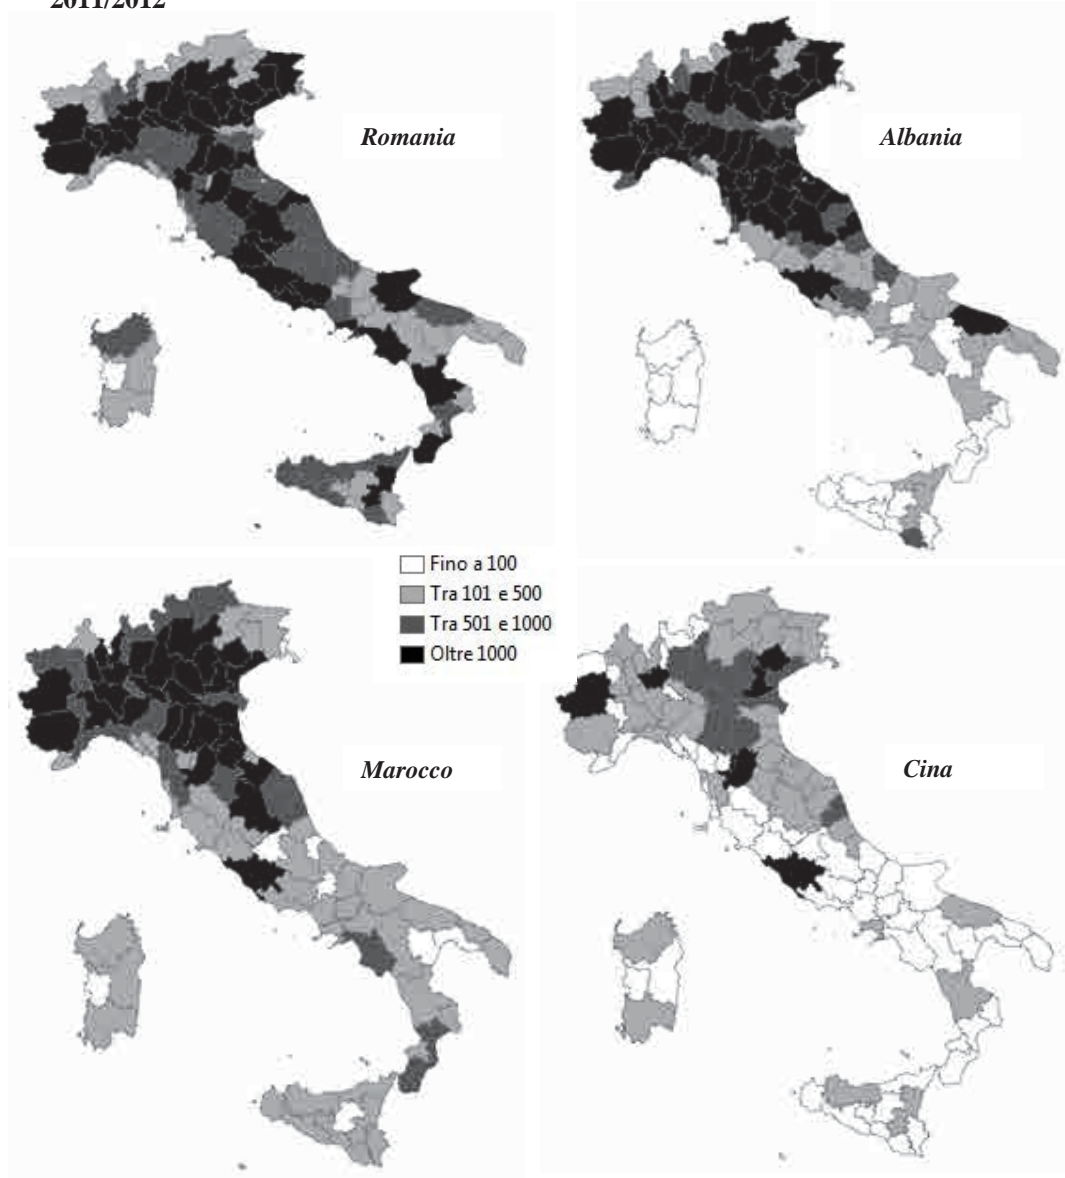 2011/2012
Romania
Albania
Fino a 100
Tra 101 e 500
Tra 501 e 1000
Oltre 1000
Marocco
Cina